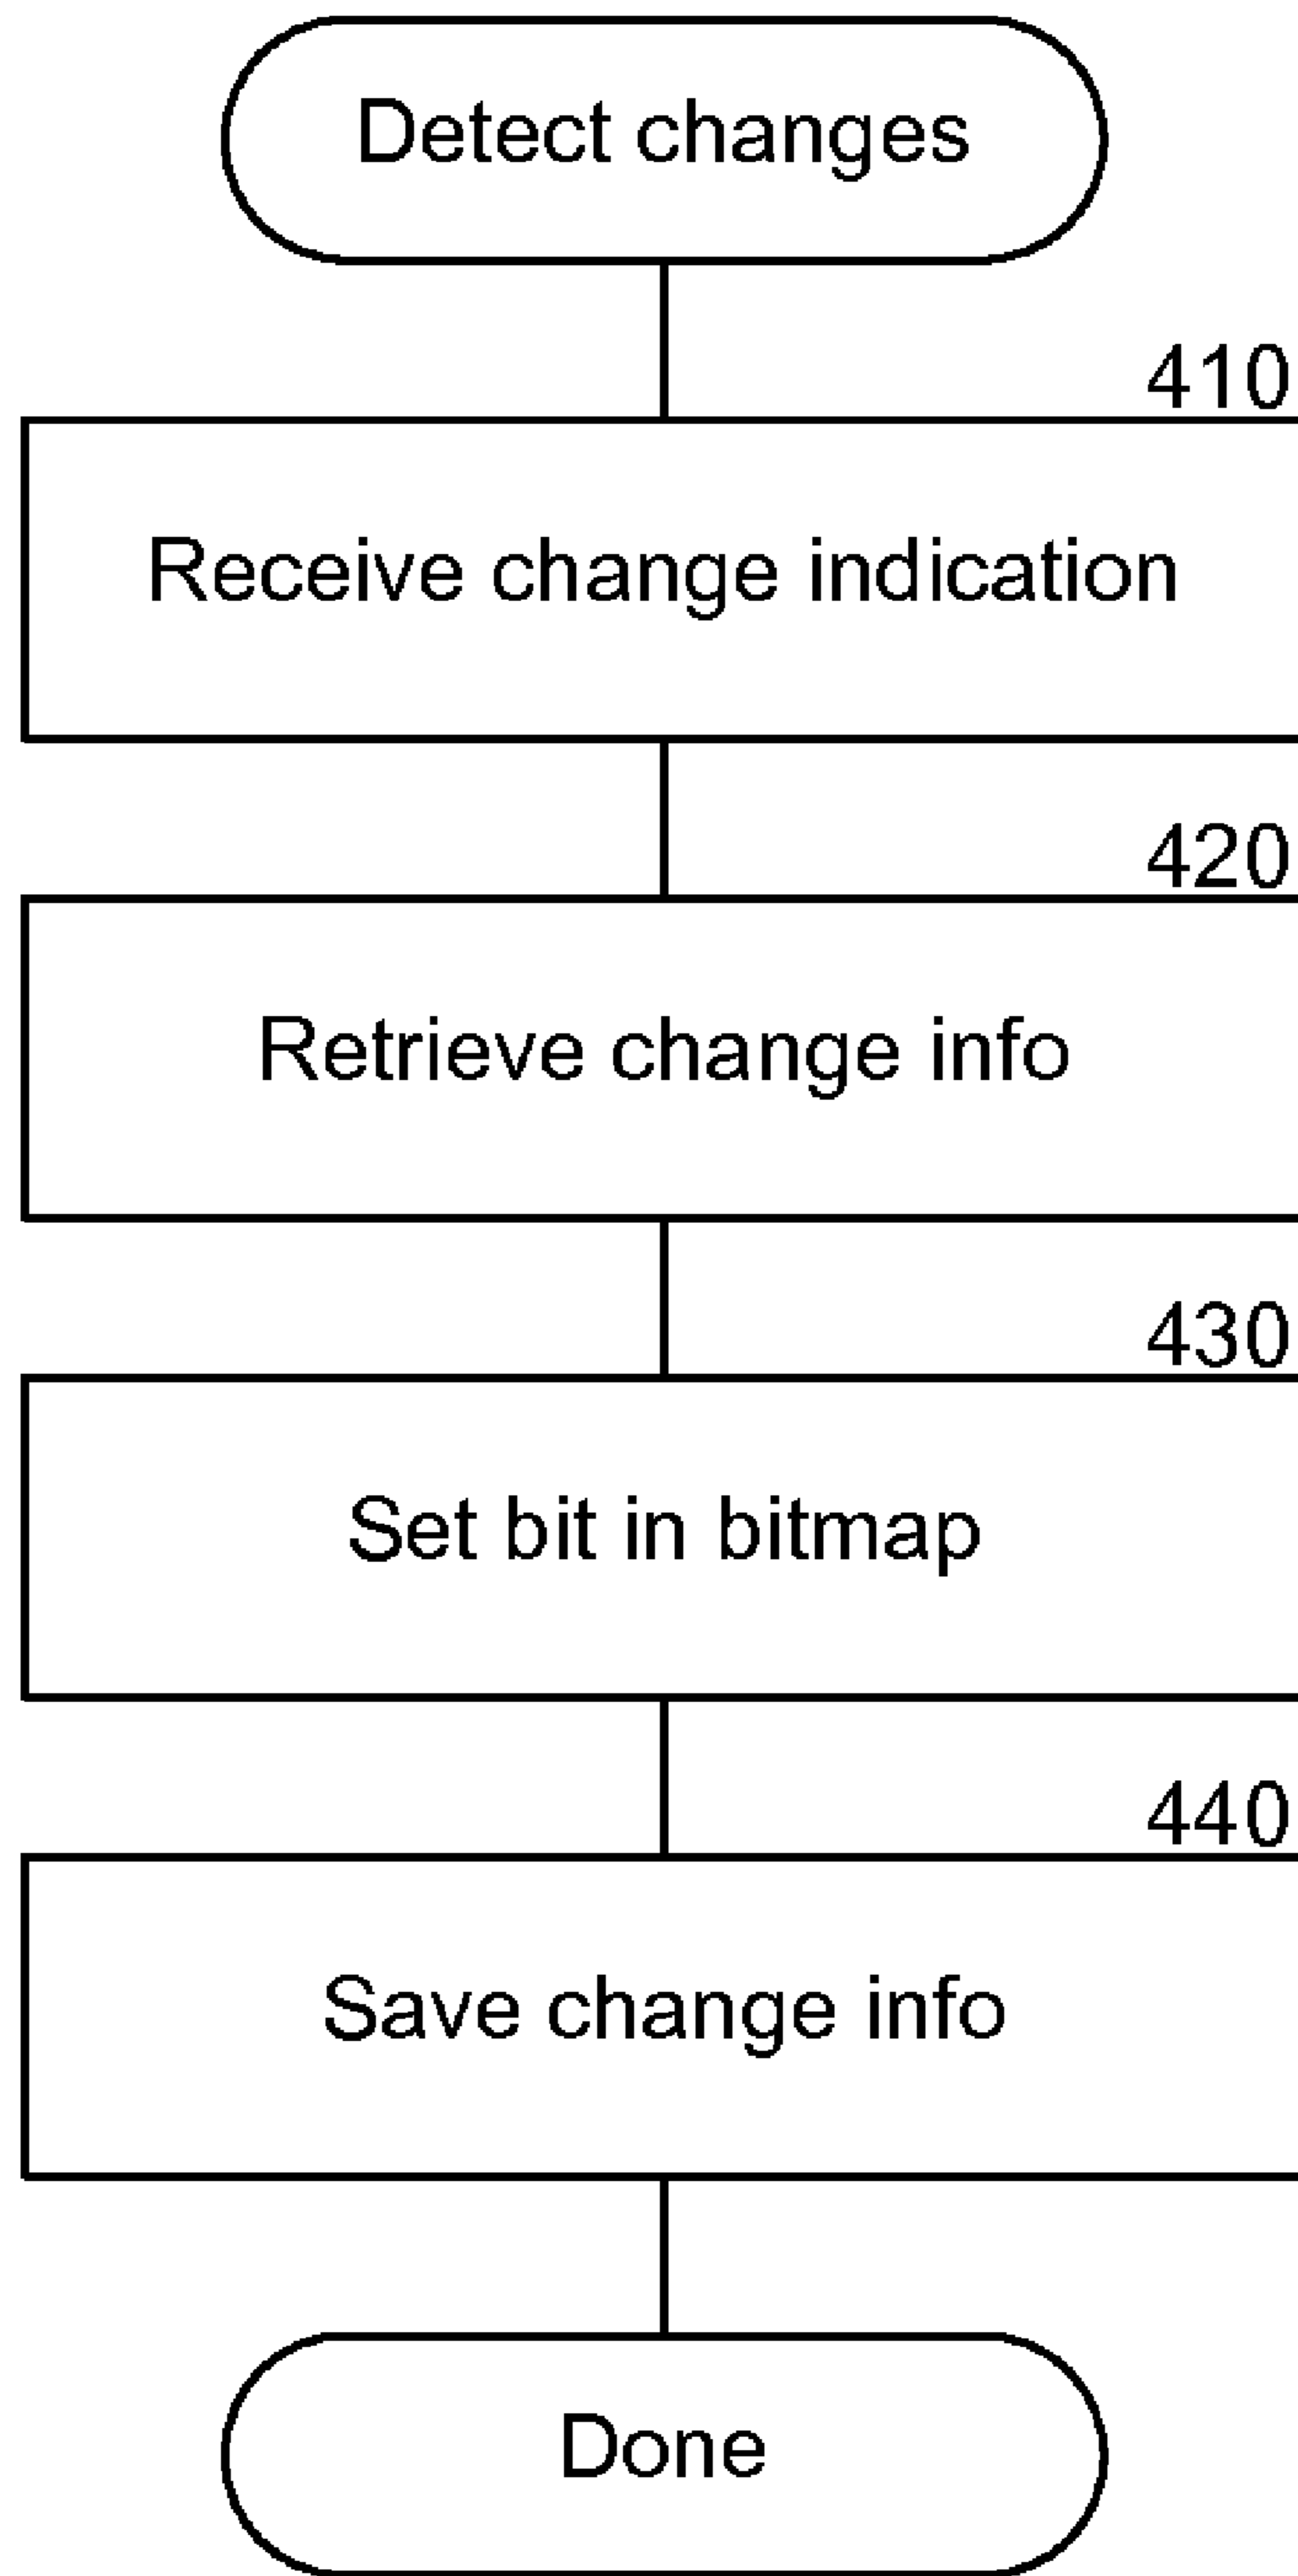 Detect changes
410
Receive change indication
420
Retrieve change info
430
Set bit in bitmap
440
Save change info
Done